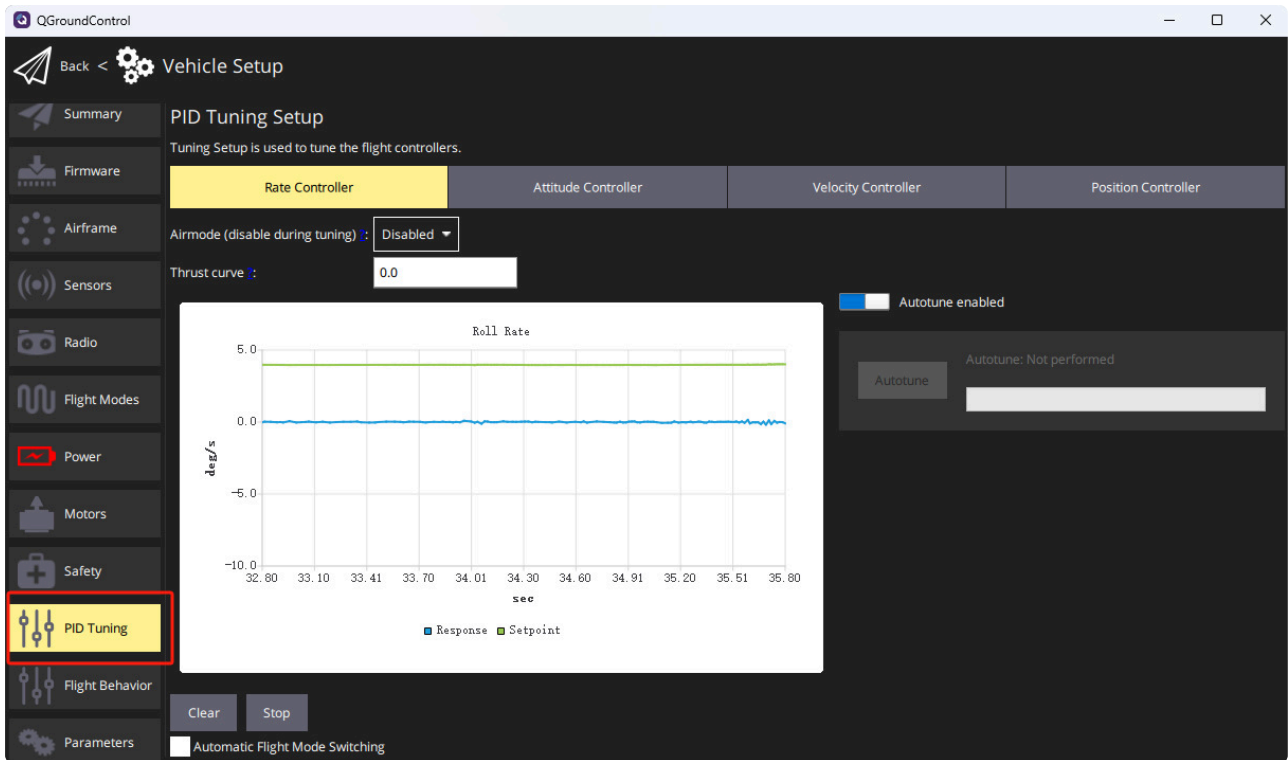 QGroundControl
Back < Vehicle Setup
Summary
Firmware
Airframe
Sensors
Radio
Flight Modes
Power
Motors
Safety
PID Tuning
Flight Behavior
Parameters
PID Tuning Setup
Tuning Setup is used to tune the flight controllers.
Rate Controller Attitude Controller Velocity Controller Position Controller
Airmode (disable during tuning) : Disabled
Thrust curve : 0.0
Roll Rate
5.0
0.0
-5.0
-10.0
deg/s
32.80 33.10 33.41 33.70 34.01 34.30 34.60 34.91 35.20 35.51 35.80
sec
Response Setpoint
Autotune enabled
Autotune
Autotune: Not performed
Clear Stop
Automatic Flight Mode Switching